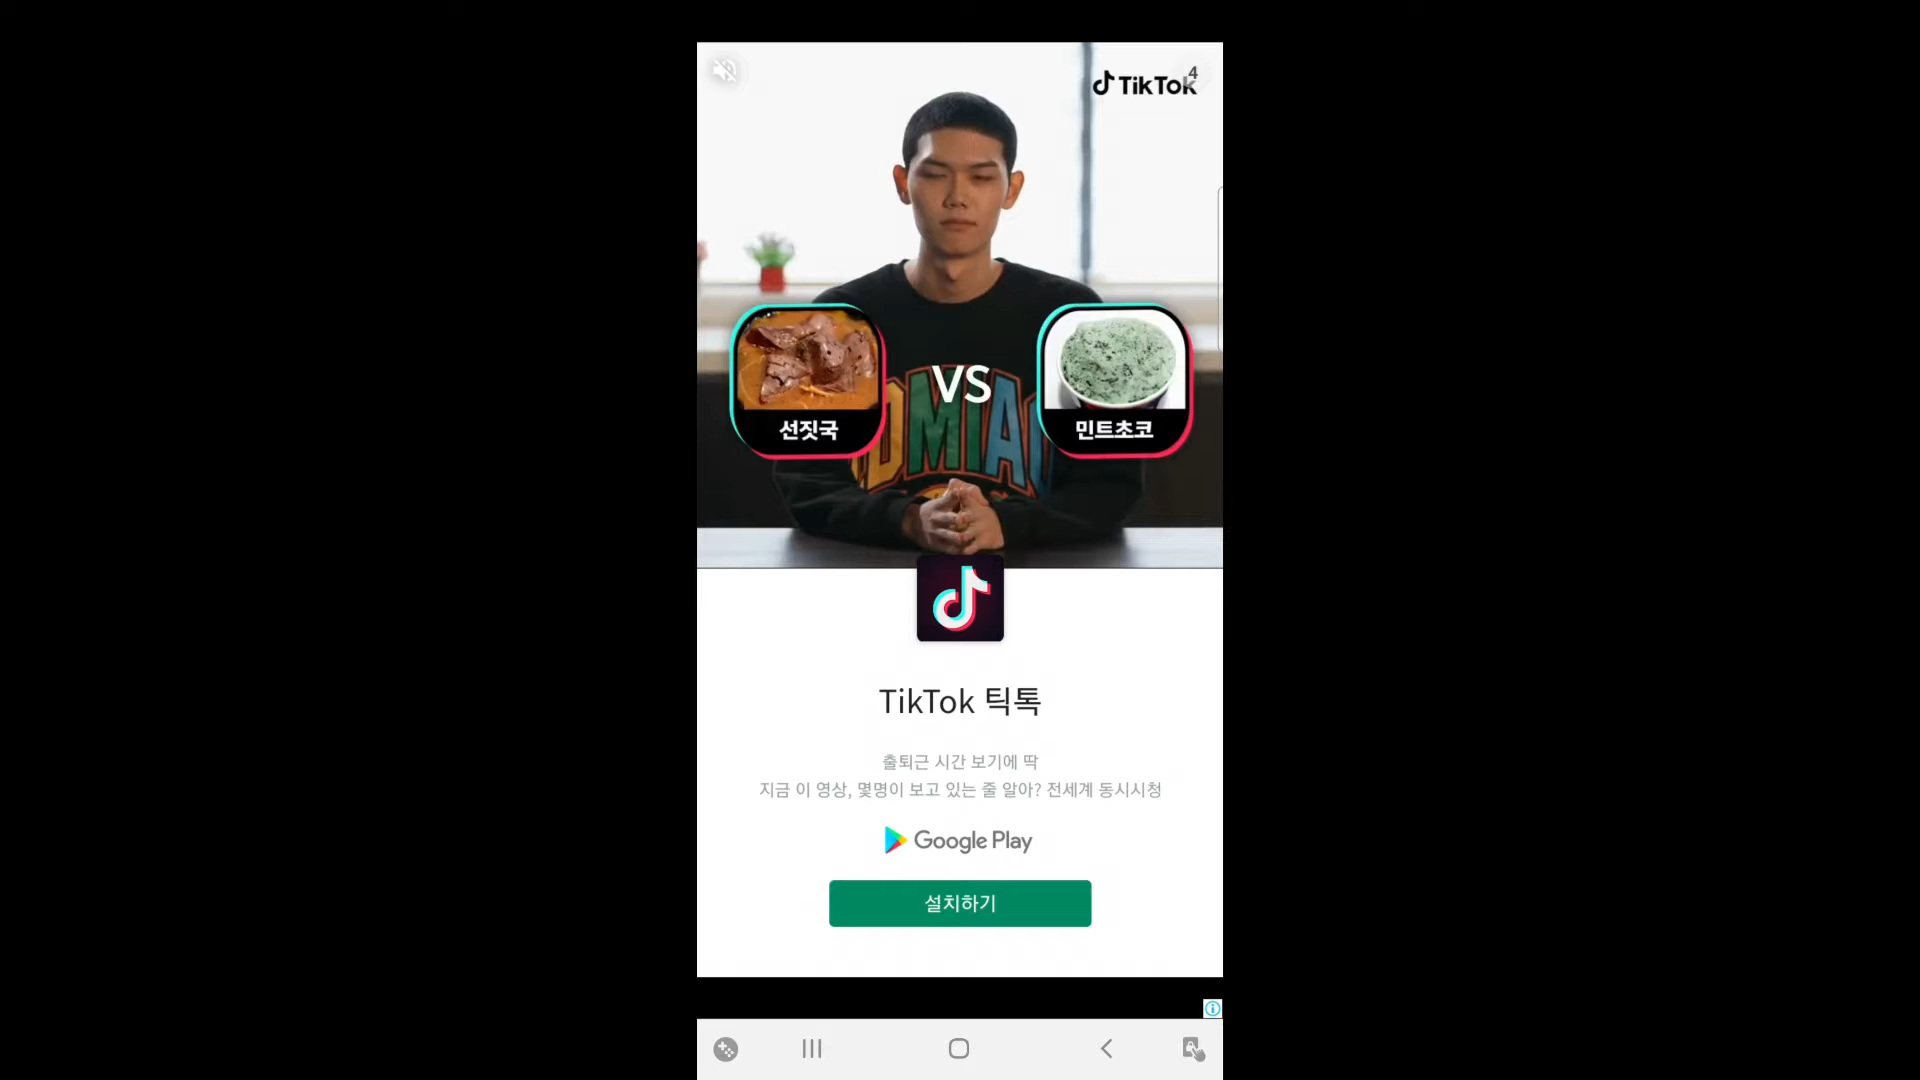 TikTok
4
선짓국
VS
민트초코
TikTok 틱톡
출퇴근 시간 보기에 딱
지금 이 영상, 몇명이 보고 있는 줄 알아? 전세계 동시시청
Google Play
설치하기